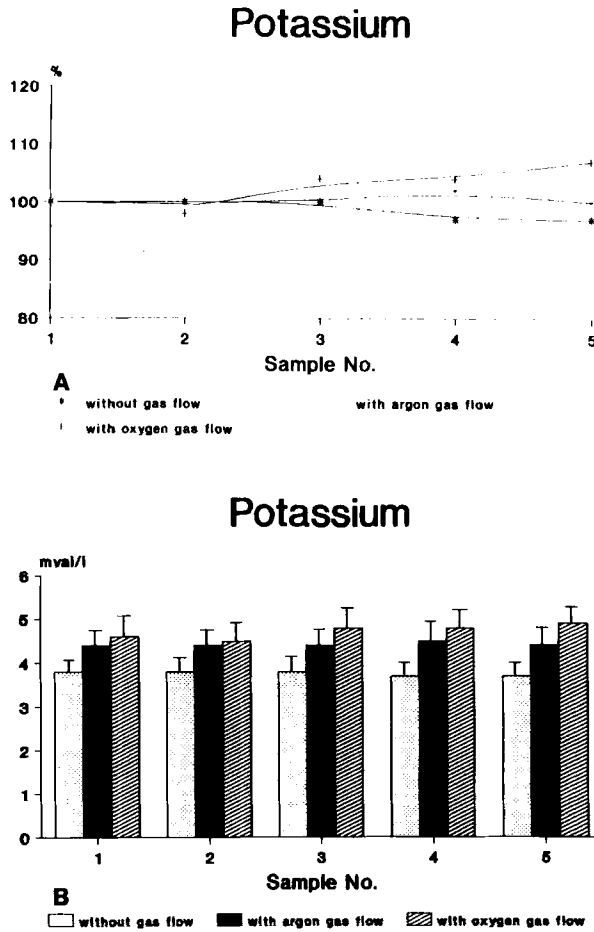 Potassium
%
120
110
100
90
80
1 2 3 4 5
Sample No.
A
* without gas flow with argon gas flow
+ with oxygen gas flow
Potassium
mval/l
6
5
4
3
2
1
0
1 2 3 4 5
Sample No.
B
without gas flow with argon gas flow with oxygen gas flow